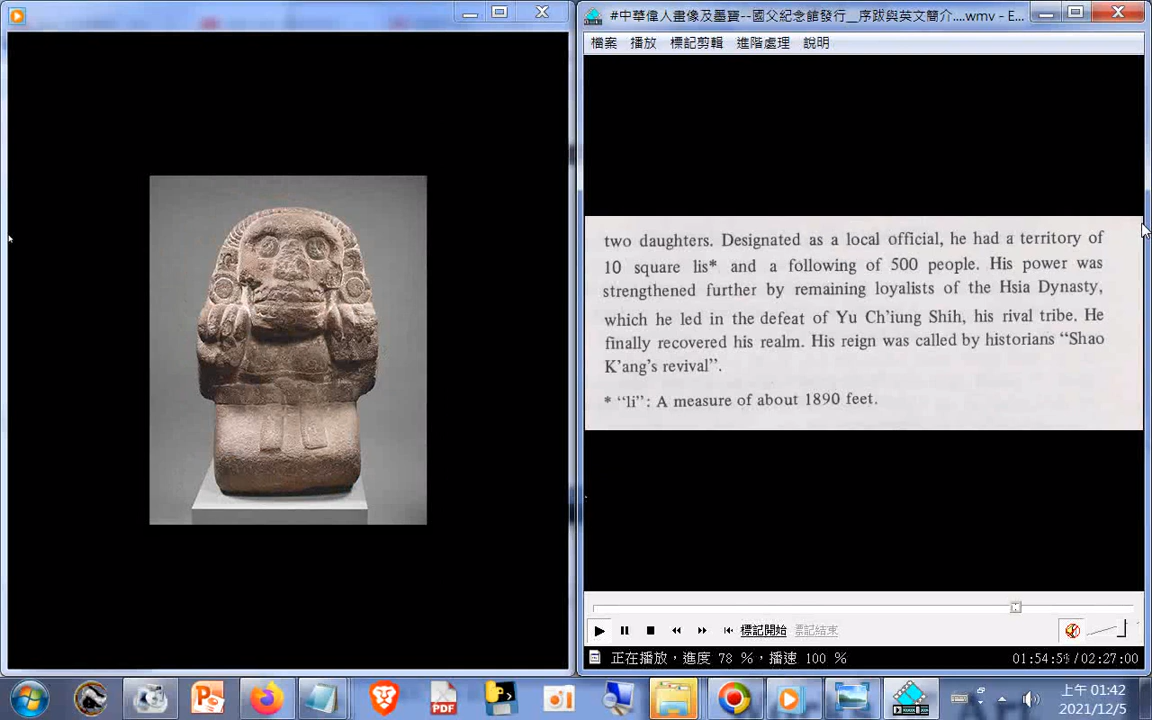 #中華偉人畫像及墨寶--國父紀念館發行__序跋與英文簡介....wmv - E...
檔案 播放 標記剪輯 進階處理 說明
two daughters. Designated as a local official, he had a territory of
10 square lis* and a following of 500 people. His power was
strengthened further by remaining loyalists of the Hsia Dynasty,
which he led in the defeat of Yu Ch’iung Shih, his rival tribe. He
finally recovered his realm. His reign was called by historians “Shao
K’ang’s revival”.
* “li”: A measure of about 1890 feet.
標記開始 標記結束
正在播放，進度 78 %，播速 100 %
01:54:59 /02:27:00
PDF
上午 01:42
2021/12/5